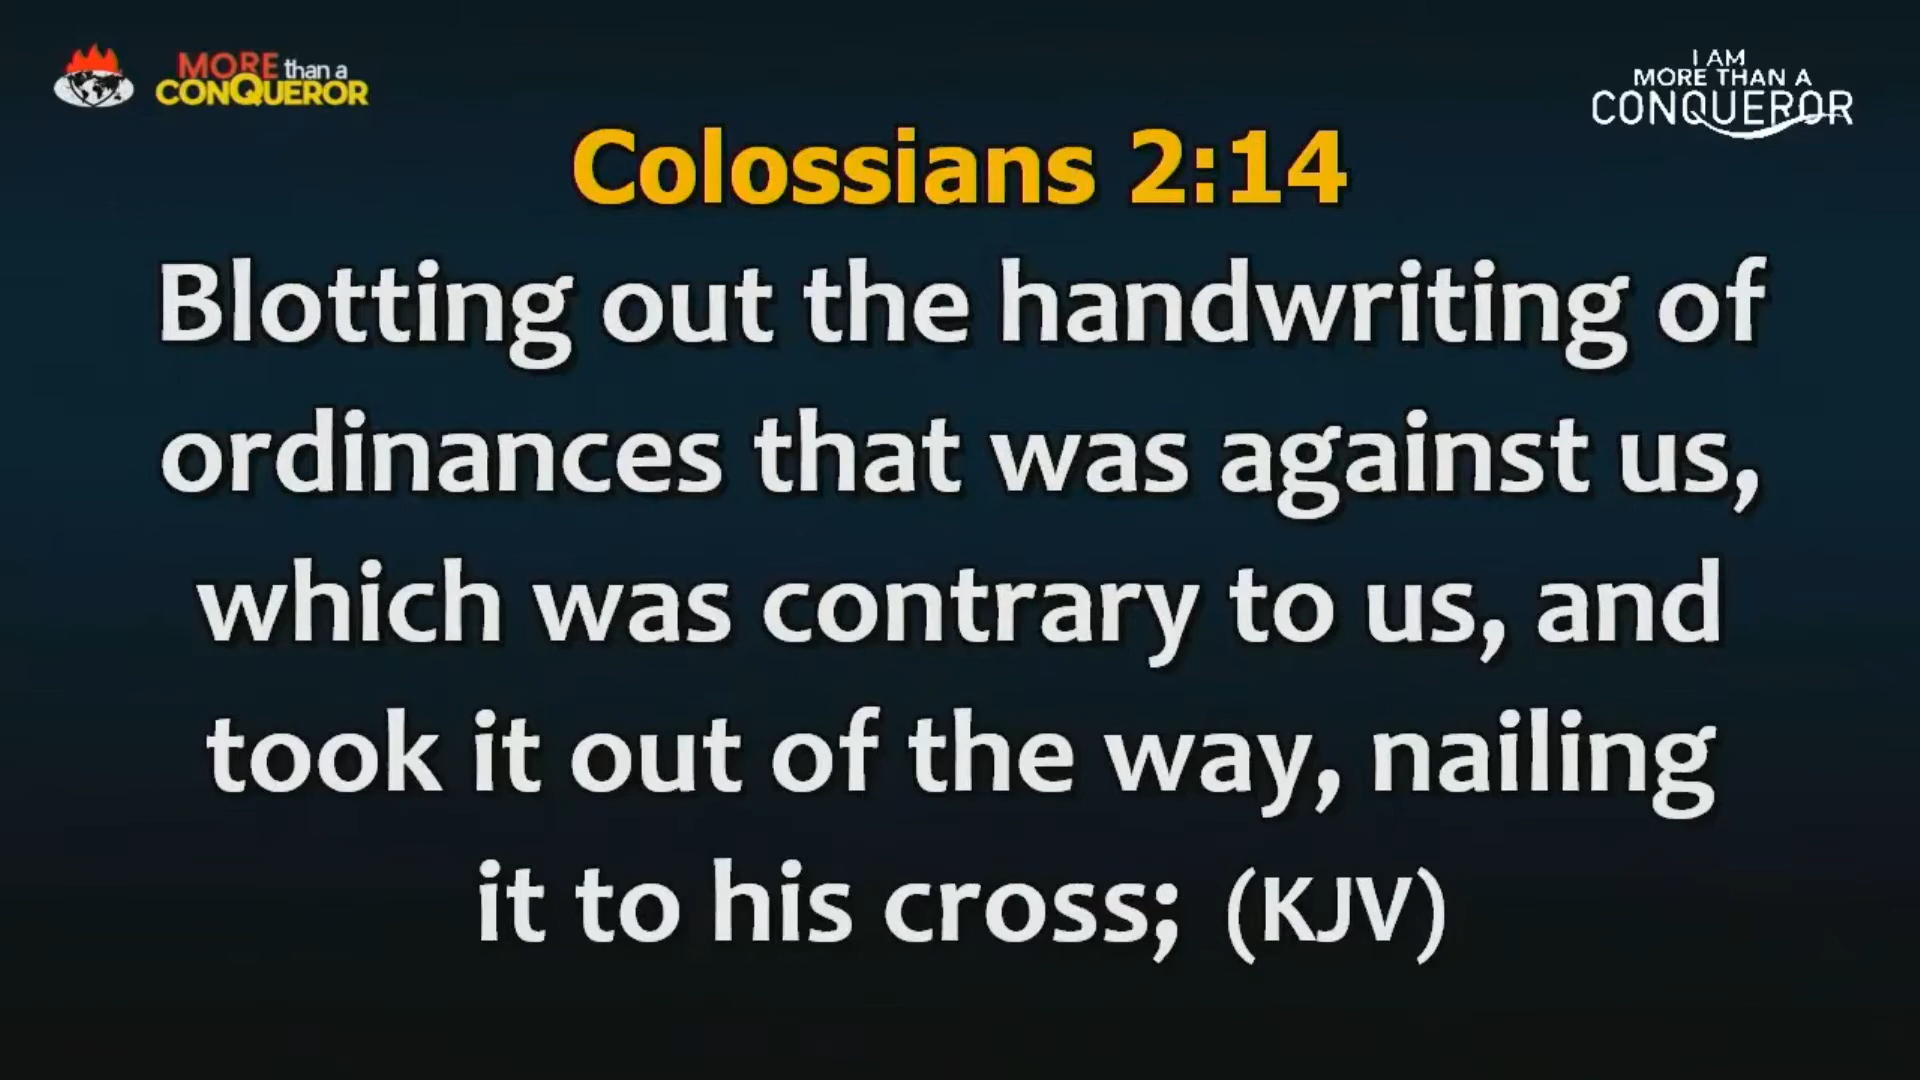 MORE than a
CONQUEROR
I AM
MORE THAN A
CONQUEROR
Colossians 2:14
Blotting out the handwriting of
ordinances that was against us,
which was contrary to us, and
took it out of the way, nailing
it to his cross; (KJV)